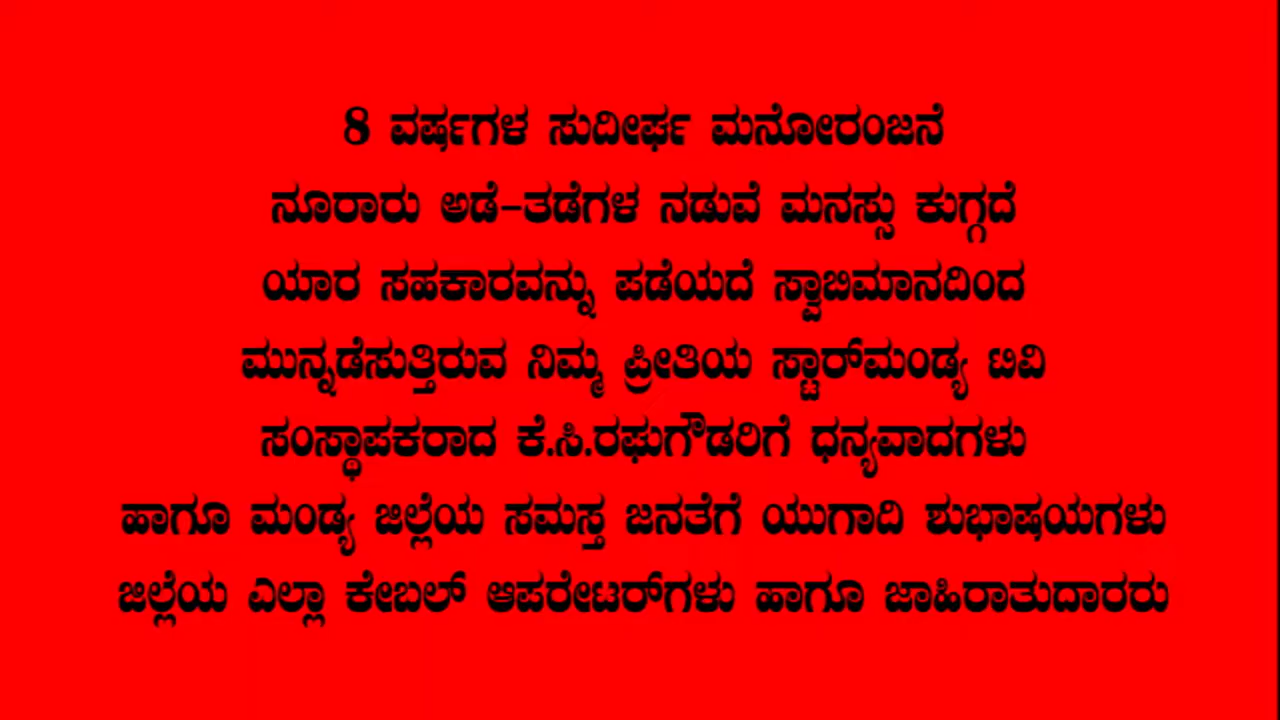 8 ವರ್ಷಗಳ ಸುದೀರ್ಘ ಮನೋರಂಜನೆ
ನೂರಾರು ಅಡೆ-ತಡೆಗಳ ನಡುವೆ ಮನಸ್ಸು ಕುಗ್ಗದೆ
ಯಾರ ಸಹಕಾರವನ್ನು ಪಡೆಯದೆ ಸ್ವಾಬಿಮಾನದಿಂದ
ಮುನ್ನಡೆಸುತ್ತಿರುವ ನಿಮ್ಮ ಪ್ರೀತಿಯ ಸ್ಟಾರ್‌ಮಂಡ್ಯ ಟಿವಿ
ಸಂಸ್ಥಾಪಕರಾದ ಕೆ.ಸಿ.ರಘುಗೌಡರಿಗೆ ಧನ್ಯವಾದಗಳು
ಹಾಗೂ ಮಂಡ್ಯ ಜಿಲ್ಲೆಯ ಸಮಸ್ತ ಜನತೆಗೆ ಯುಗಾದಿ ಶುಭಾಷಯಗಳು
ಜಿಲ್ಲೆಯ ಎಲ್ಲಾ ಕೇಬಲ್ ಆಪರೇಟರ್‌ಗಳು ಹಾಗೂ ಜಾಹಿರಾತುದಾರರು